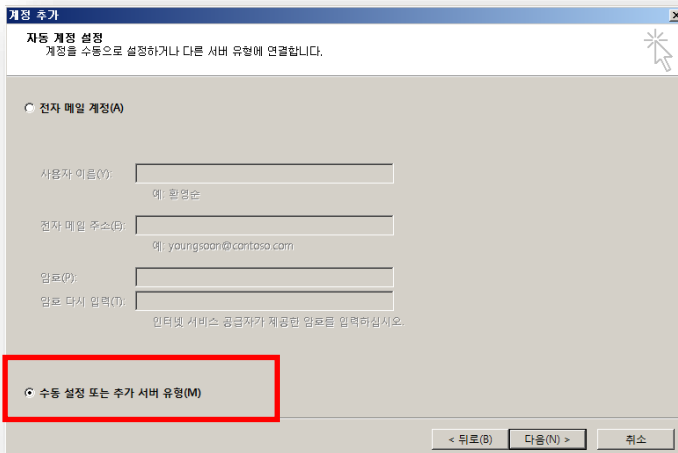 계정 추가
자동 계정 설정
계정을 수동으로 설정하거나 다른 서버 유형에 연결합니다.
전자 메일 계정(A)
사용자 이름(Y):
예: 황영순
전자 메일 주소(E):
예: youngsoon@contoso.com
암호(P):
암호 다시 입력(T):
인터넷 서비스 공급자가 제공한 암호를 입력하십시오.
수동 설정 또는 추가 서버 유형(M)
< 뒤로(B) 다음(N) > 취소